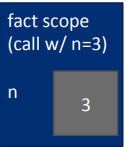 fact scope
(call w/ n=3)
n
3